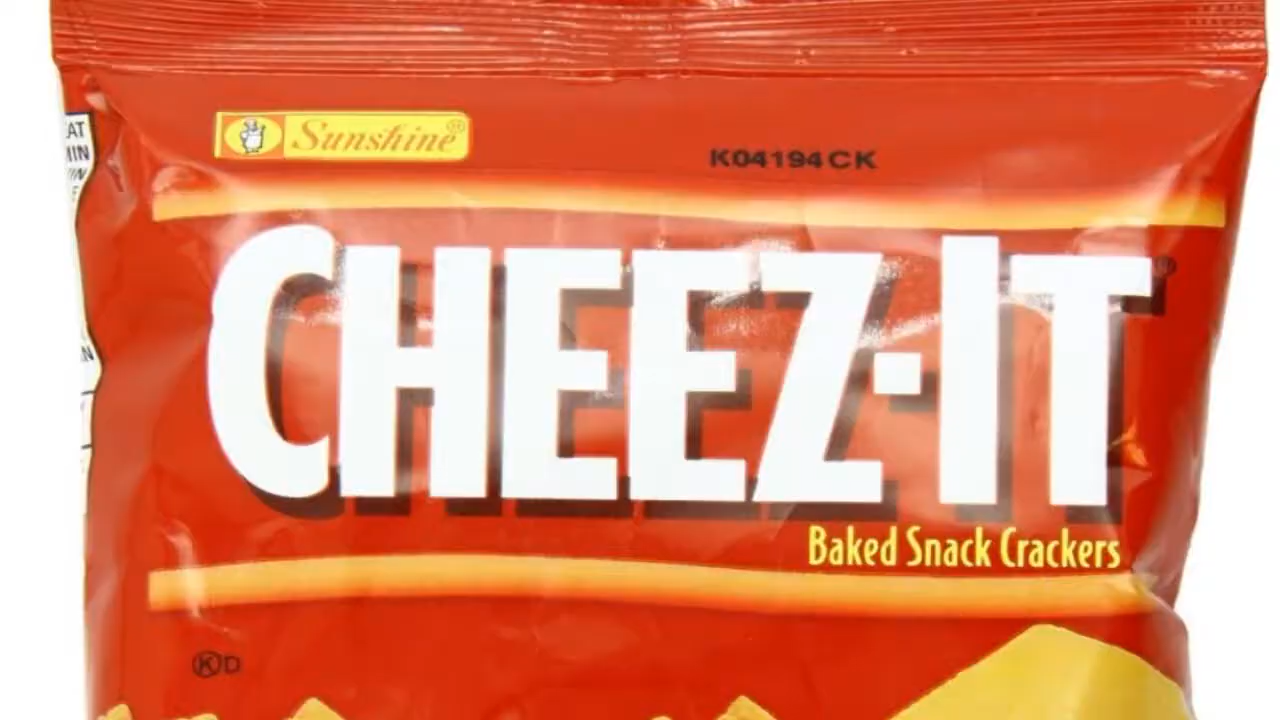 Sunshine®
K04194CK
CHEEZ-IT®
Baked Snack Crackers
Ⓚ D